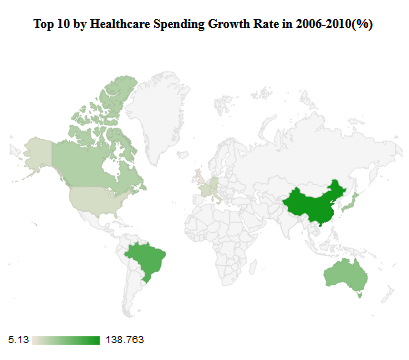 Top 10 by Healthcare Spending Growth Rate in 2006-2010(%)
5.13 138.763